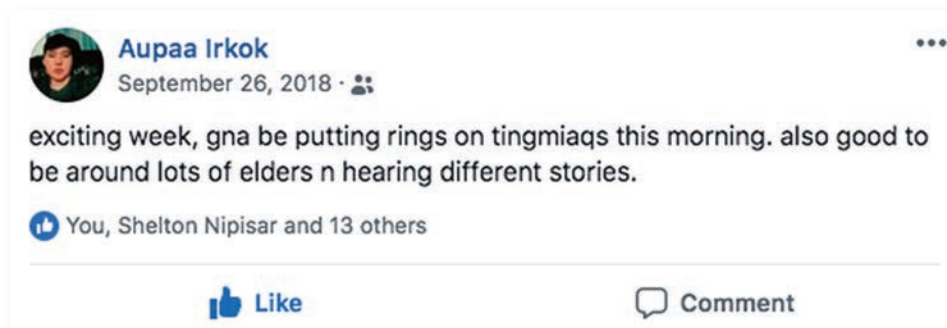 Aupaa Irkok
September 26, 2018 ·
exciting week, gna be putting rings on tingmiaqs this morning. also good to
be around lots of elders n hearing different stories.
You, Shelton Nipisar and 13 others
Like Comment